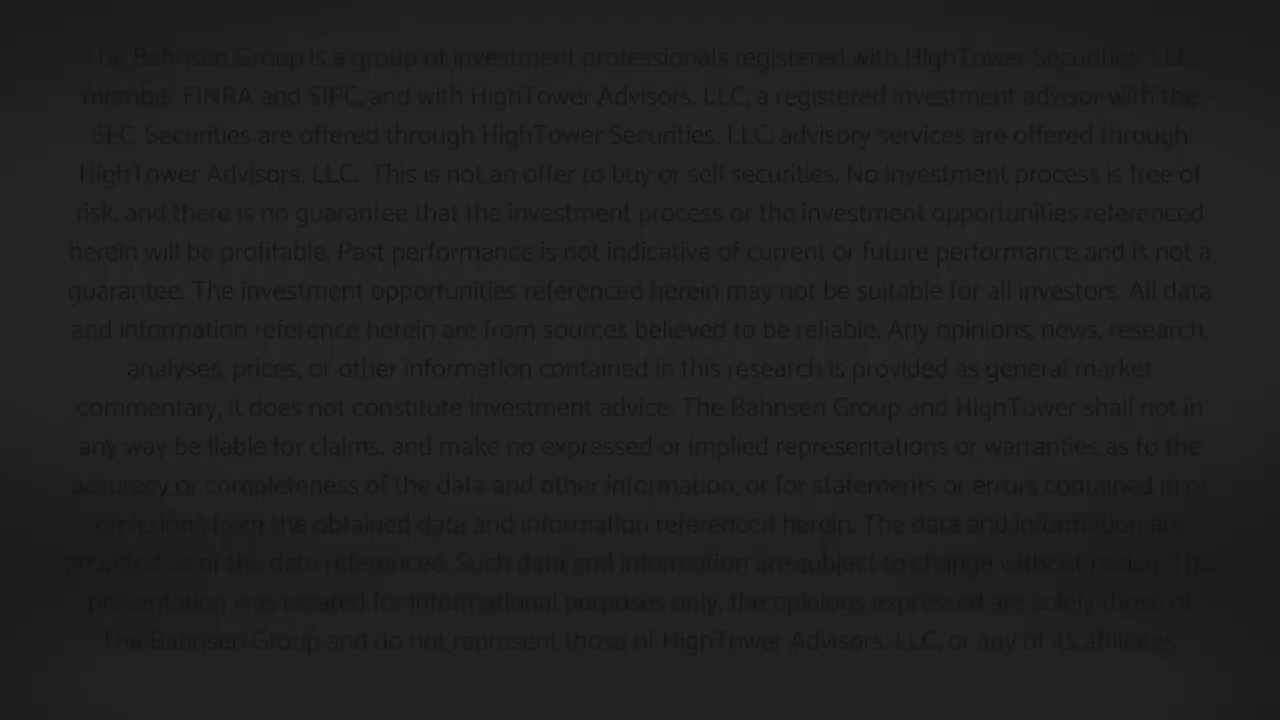 The Bahnsen Group is a group of investment professionals registered with HighTower Securities, LLC,
member FINRA and SIPC, and with HighTower Advisors, LLC, a registered investment advisor with the
SEC. Securities are offered through HighTower Securities, LLC; advisory services are offered through
HighTower Advisors, LLC. This is not an offer to buy or sell securities. No investment process is free of
risk, and there is no guarantee that the investment process or the investment opportunities referenced
herein will be profitable. Past performance is not indicative of current or future performance and is not a
guarantee. The investment opportunities referenced herein may not be suitable for all investors. All data
and information reference herein are from sources believed to be reliable. Any opinions, news, research,
analyses, prices, or other information contained in this research is provided as general market
commentary, it does not constitute investment advice. The Bahnsen Group and HighTower shall not in
any way be liable for claims, and make no expressed or implied representations or warranties as to the
accuracy or completeness of the data and other information, or for statements or errors contained in or
omissions from the obtained data and information referenced herein. The data and information are
provided as of the date referenced. Such data and information are subject to change without notice. This
presentation was created for informational purposes only; the opinions expressed are solely those of
The Bahnsen Group and do not represent those of HighTower Advisors, LLC, or any of its affiliates.